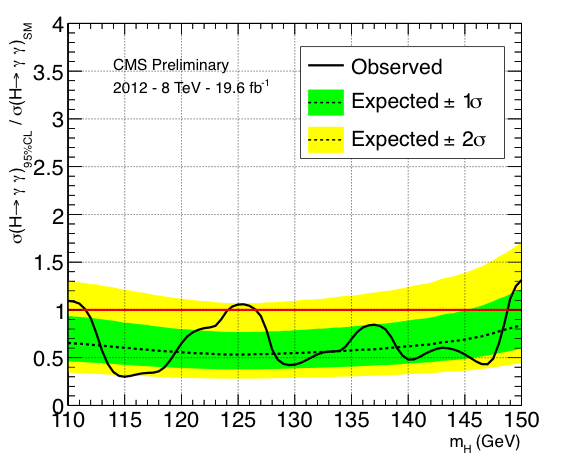 σ(H→ γ γ)95%CL / σ(H→ γ γ)SM
4
3.5
3
2.5
2
1.5
1
0.5
0
CMS Preliminary
2012 - 8 TeV - 19.6 fb-1
Observed
Expected ± 1σ
Expected ± 2σ
110 115 120 125 130 135 140 145 150
mH (GeV)